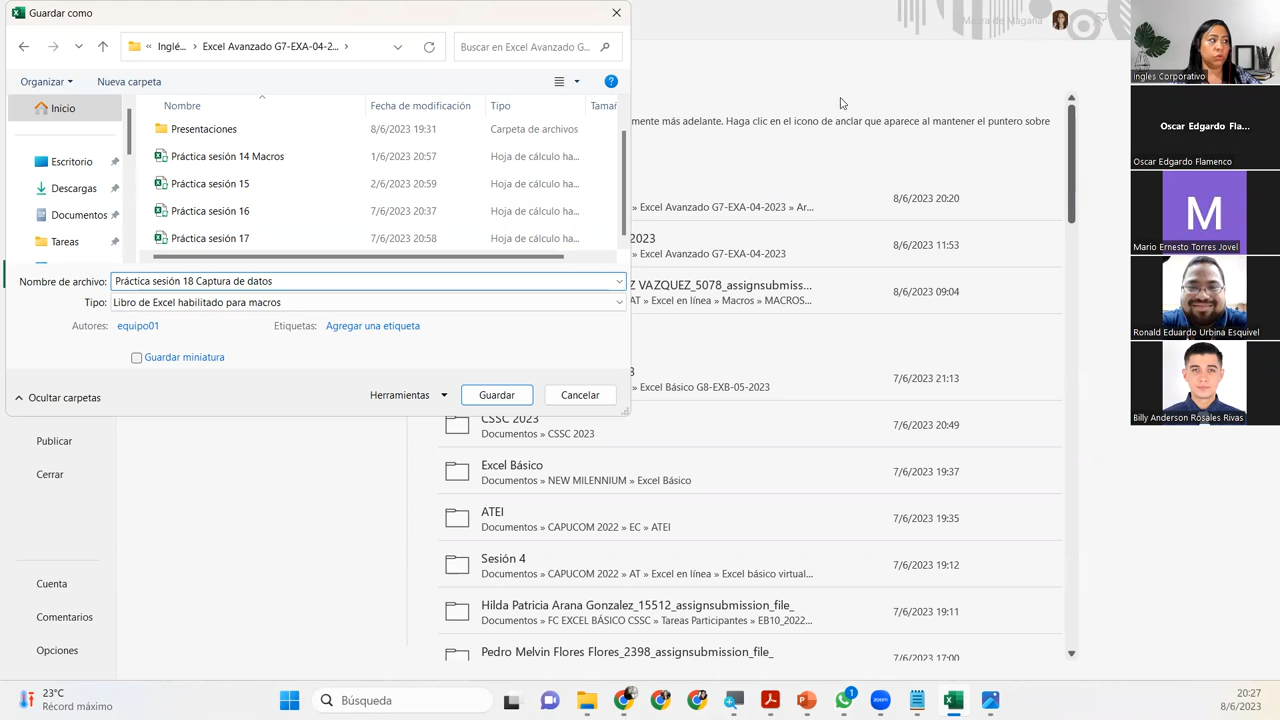 Guardar como
Inglé... > Excel Avanzado G7-EXA-04-2... >
Buscar en Excel Avanzado G...
Organizar
Nueva carpeta
Inicio
Escritorio
Descargas
Documentos
Tareas
Nombre
Fecha de modificación
Tipo
Tamañ
Presentaciones
8/6/2023 19:31
Carpeta de archivos
Práctica sesión 14 Macros
1/6/2023 20:57
Hoja de cálculo ha...
Práctica sesión 15
2/6/2023 20:59
Hoja de cálculo ha...
Práctica sesión 16
7/6/2023 20:37
Hoja de cálculo ha...
Práctica sesión 17
7/6/2023 20:58
Hoja de cálculo ha...
Nombre de archivo:
Práctica sesión 18 Captura de datos
Tipo:
Libro de Excel habilitado para macros
Autores:
equipo01
Etiquetas:
Agregar una etiqueta
Guardar miniatura
Ocultar carpetas
Herramientas
Guardar
Cancelar
Publicar
Cerrar
Cuenta
Comentarios
Opciones
mente más adelante. Haga clic en el icono de anclar que aparece al mantener el puntero sobre
» Excel Avanzado G7-EXA-04-2023 » Ar...
8/6/2023 20:20
2023
» Excel Avanzado G7-EXA-04-2023
8/6/2023 11:53
Z VAZQUEZ_5078_assignsubmiss...
AT » Excel en línea » Macros » MACROS...
8/6/2023 09:04
3
» Excel Básico G8-EXB-05-2023
7/6/2023 21:13
CSSC 2023
Documentos » CSSC 2023
7/6/2023 20:49
Excel Básico
Documentos » NEW MILENNIUM » Excel Básico
7/6/2023 19:37
ATEI
Documentos » CAPUCOM 2022 » EC » ATEI
7/6/2023 19:35
Sesión 4
Documentos » CAPUCOM 2022 » AT » Excel en línea » Excel básico virtual...
7/6/2023 19:12
Hilda Patricia Arana Gonzalez_15512_assignsubmission_file_
Documentos » FC EXCEL BÁSICO CSSC » Tareas Participantes » EB10_2022...
7/6/2023 19:11
Pedro Melvin Flores Flores_2398_assignsubmission_file_
7/6/2023 17:00
Ingles Corporativo
Oscar Edgardo Fla...
Oscar Edgardo Flamenco
M
Mario Ernesto Torres Jovel
Ronald Eduardo Urbina Esquivel
Billy Anderson Rosales Rivas
23°C
Récord máximo
Búsqueda
1
zoom
20:27
8/6/2023